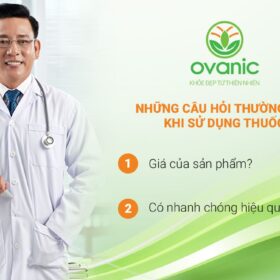 ovanic
KHỎE ĐẸP TỪ THIÊN NHIÊN
NHỮNG CÂU HỎI THƯỜNG
KHI SỬ DỤNG THUỐC
1 Giá của sản phẩm?
2 Có nhanh chóng hiệu qu